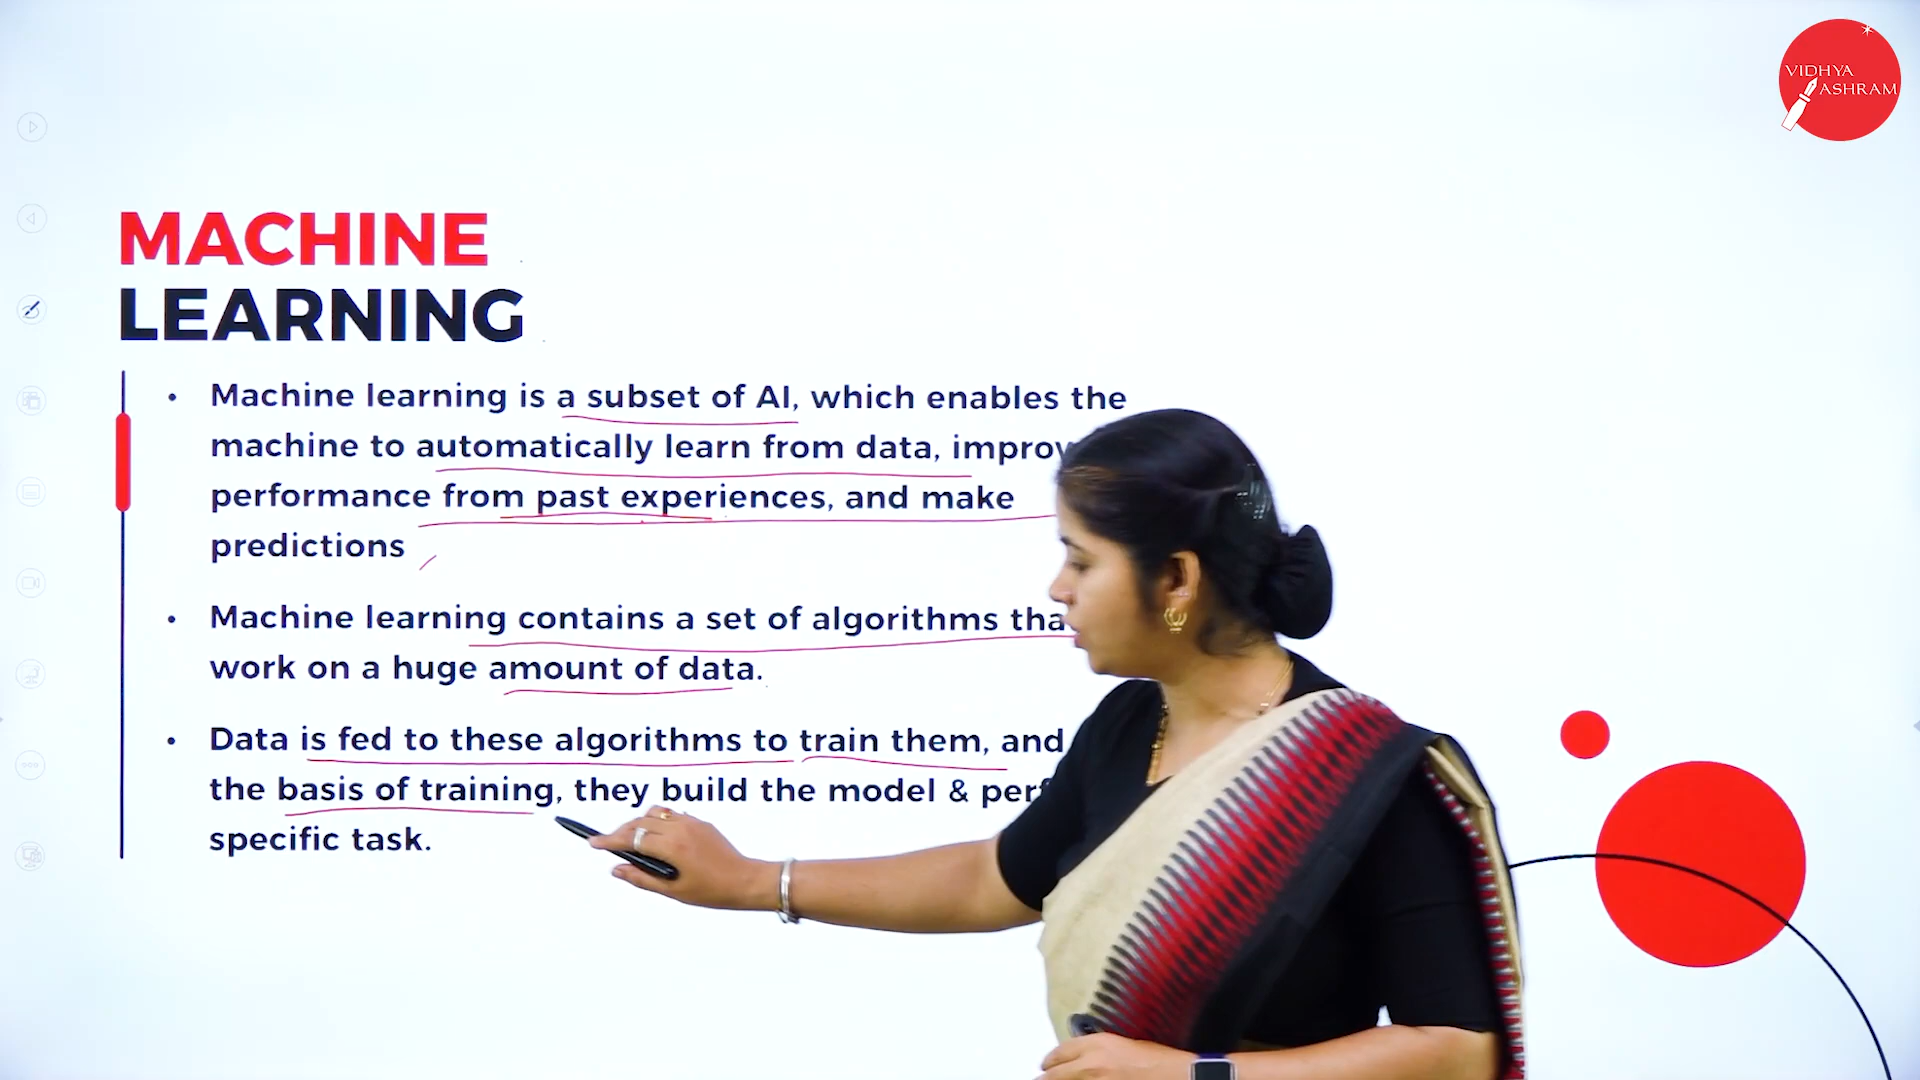 VIDHYA
ASHRAM
MACHINE
LEARNING
• Machine learning is a subset of AI, which enables the
machine to automatically learn from data,
performance from past experiences, and make
predictions
• Machine learning contains a set of algorithms
work on a huge amount of data.
• Data is fed to these algorithms to train them, and
the basis of training, they build the model &
specific task.